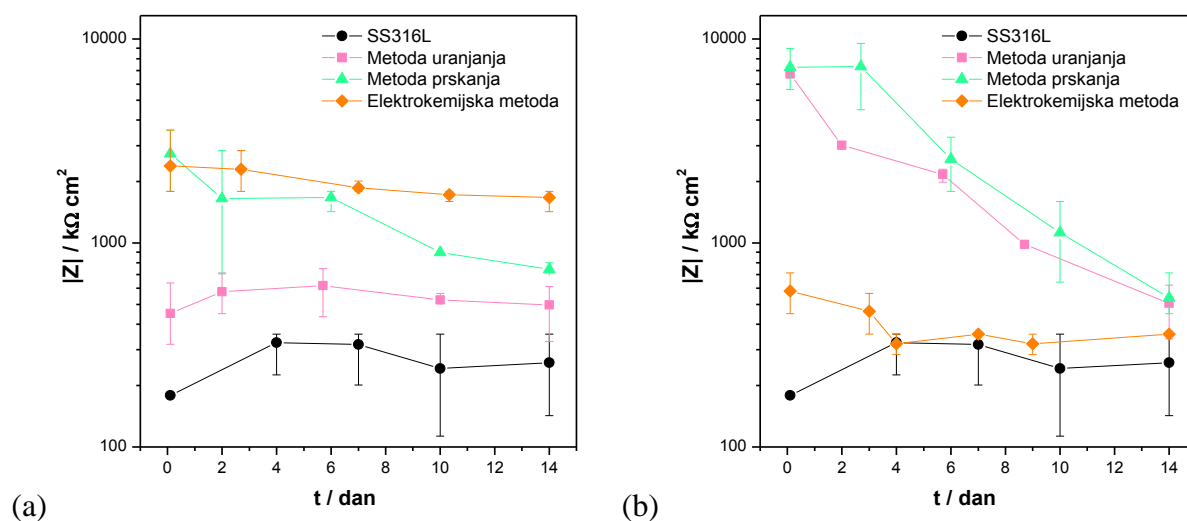 10000
1000
100
|Z| / kΩ cm²
SS316L
Metoda uranjanja
Metoda prskanja
Elektrokemijska metoda
0 2 4 6 8 10 12 14
t / dan
(a)
10000
1000
100
|Z| / kΩ cm²
SS316L
Metoda uranjanja
Metoda prskanja
Elektrokemijska metoda
0 2 4 6 8 10 12 14
t / dan
(b)